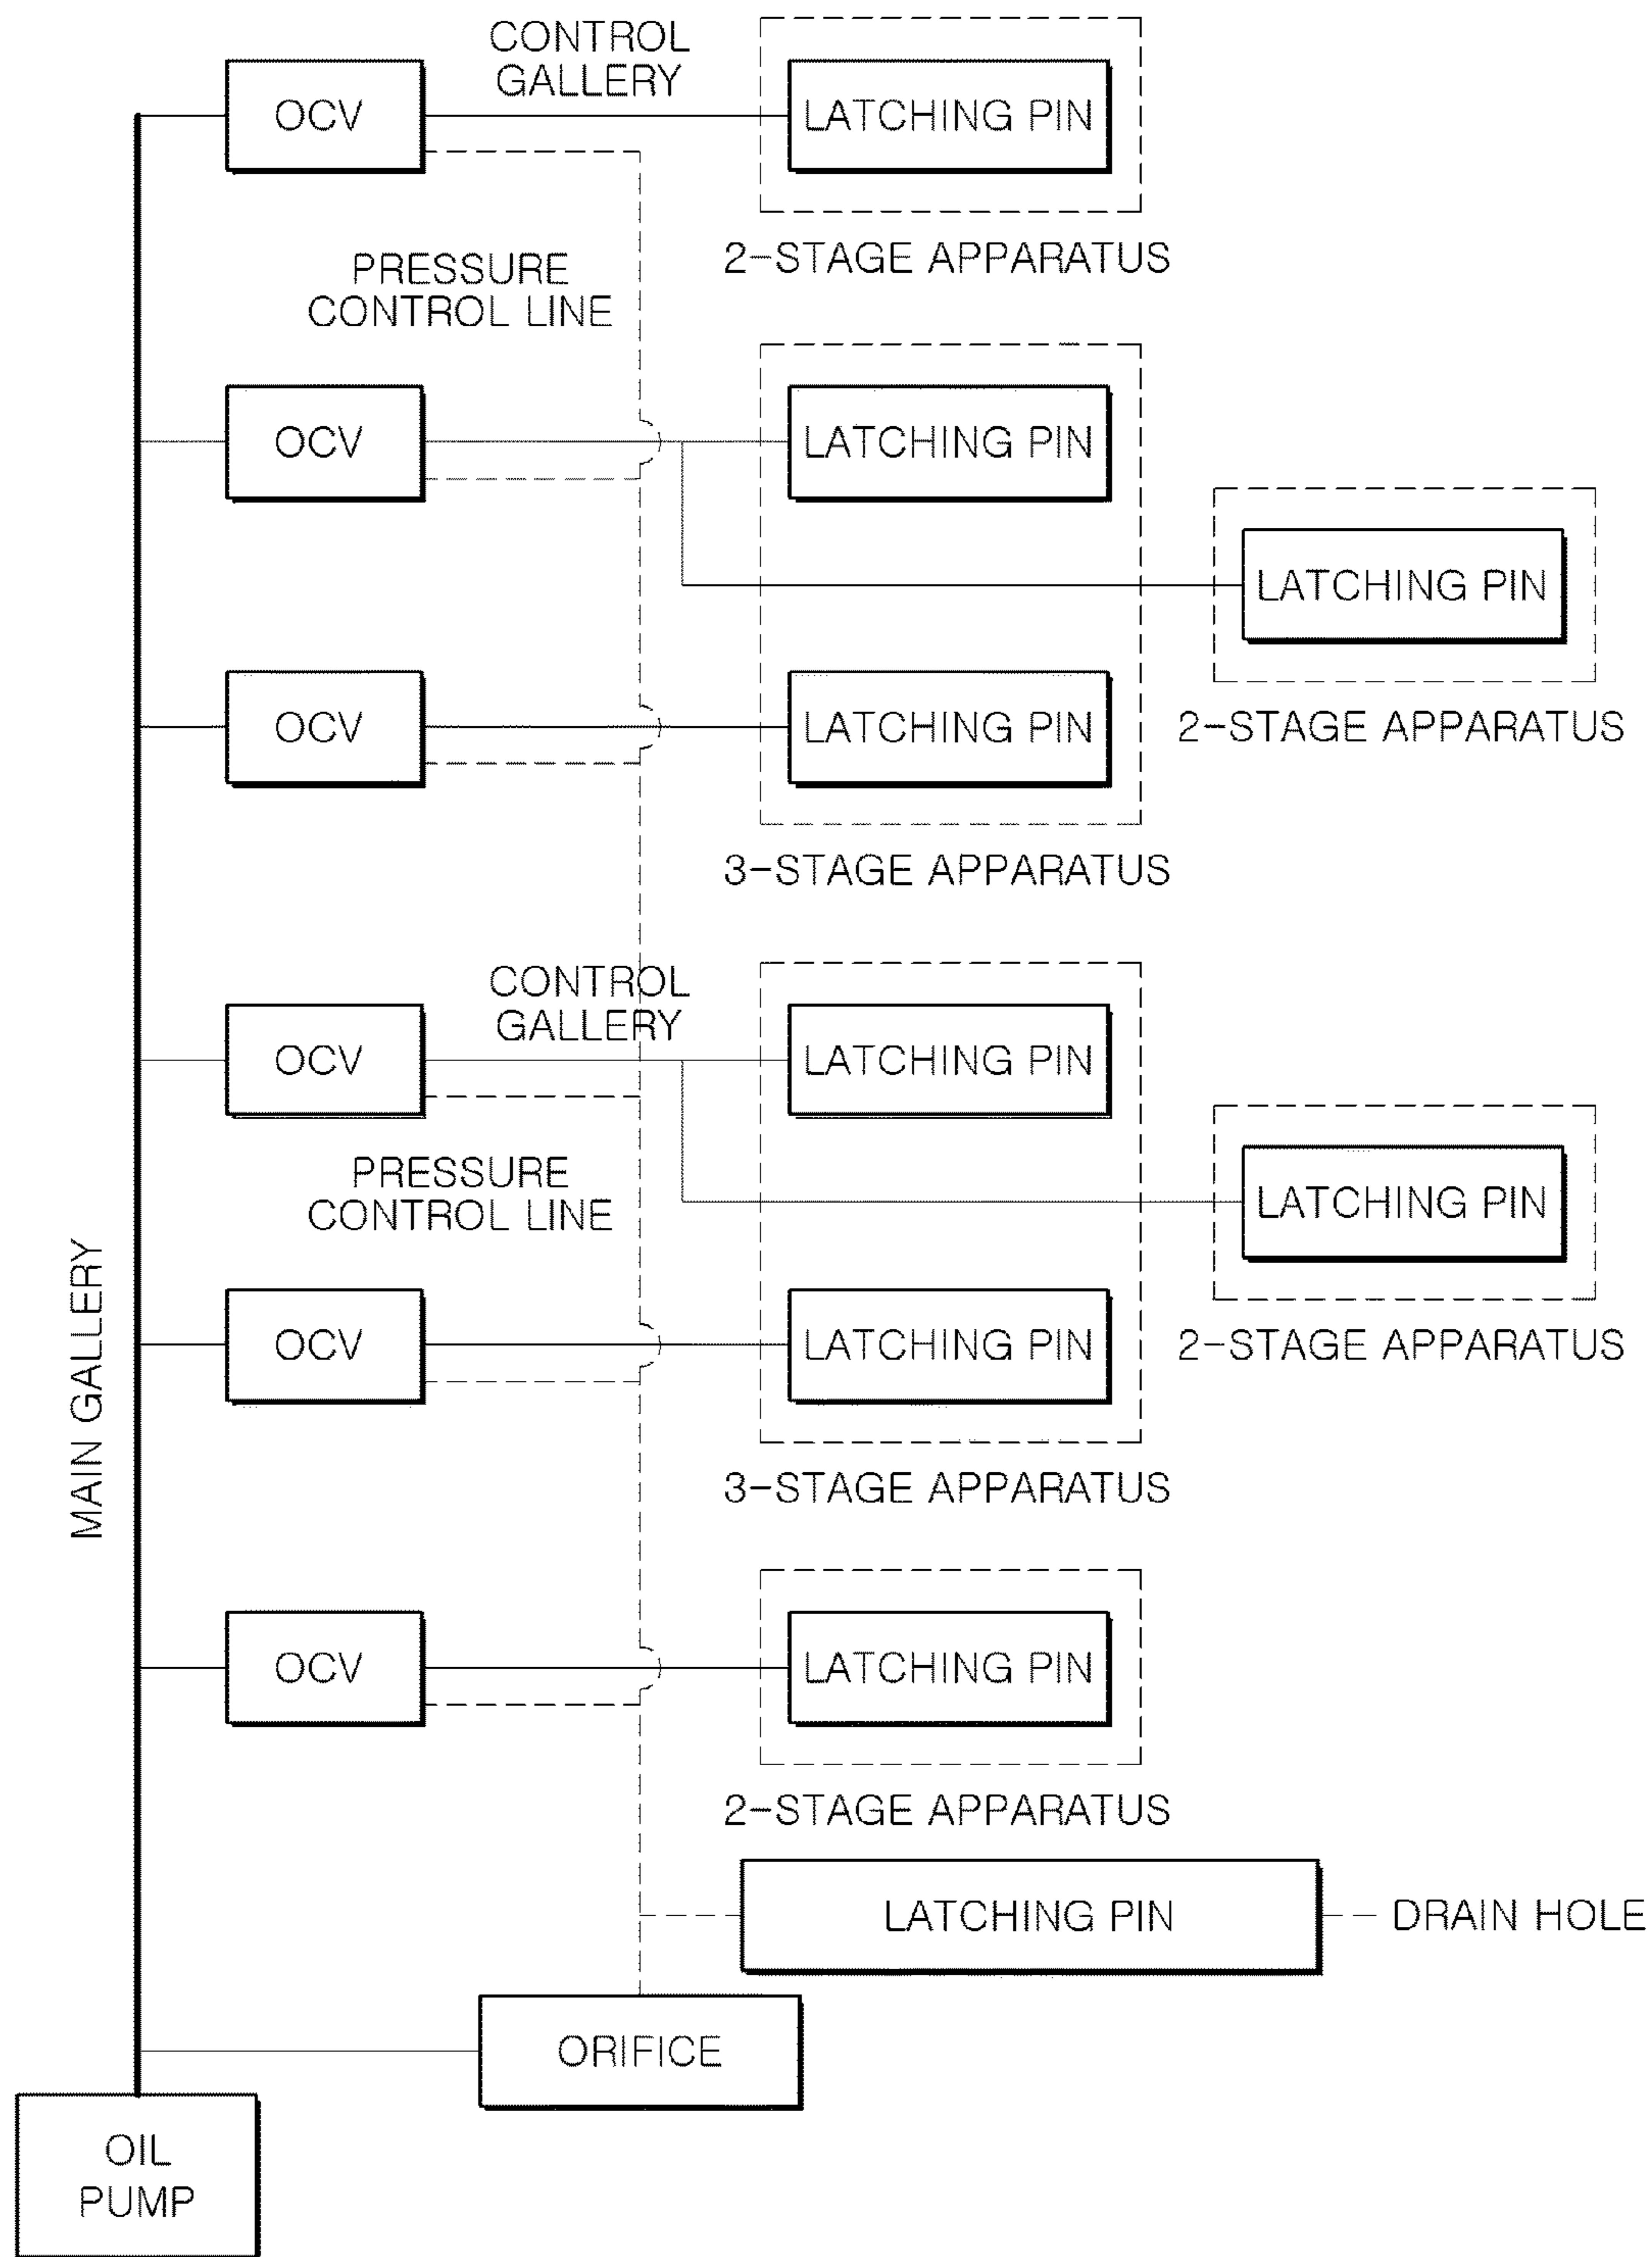 CONTROL
GALLERY
OCV
LATCHING PIN
2-STAGE APPARATUS
PRESSURE
CONTROL LINE
OCV
LATCHING PIN
LATCHING PIN
OCV
LATCHING PIN
2-STAGE APPARATUS
3-STAGE APPARATUS
CONTROL
GALLERY
OCV
LATCHING PIN
PRESSURE
CONTROL LINE
LATCHING PIN
MAIN GALLERY
OCV
LATCHING PIN
2-STAGE APPARATUS
3-STAGE APPARATUS
OCV
LATCHING PIN
2-STAGE APPARATUS
LATCHING PIN
DRAIN HOLE
ORIFICE
OIL
PUMP